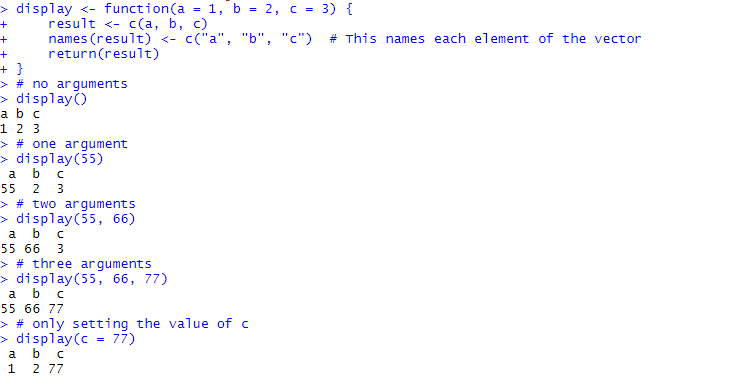 > display <- function(a = 1, b = 2, c = 3) {
+     result <- c(a, b, c)
+     names(result) <- c("a", "b", "c")  # This names each element of the vector
+     return(result)
+ }
> # no arguments
> display()
a b c
1 2 3
> # one argument
> display(55)
 a  b  c
55  2  3
> # two arguments
> display(55, 66)
 a  b  c
55 66  3
> # three arguments
> display(55, 66, 77)
 a  b  c
55 66 77
> # only setting the value of c
> display(c = 77)
 a  b  c
 1  2 77